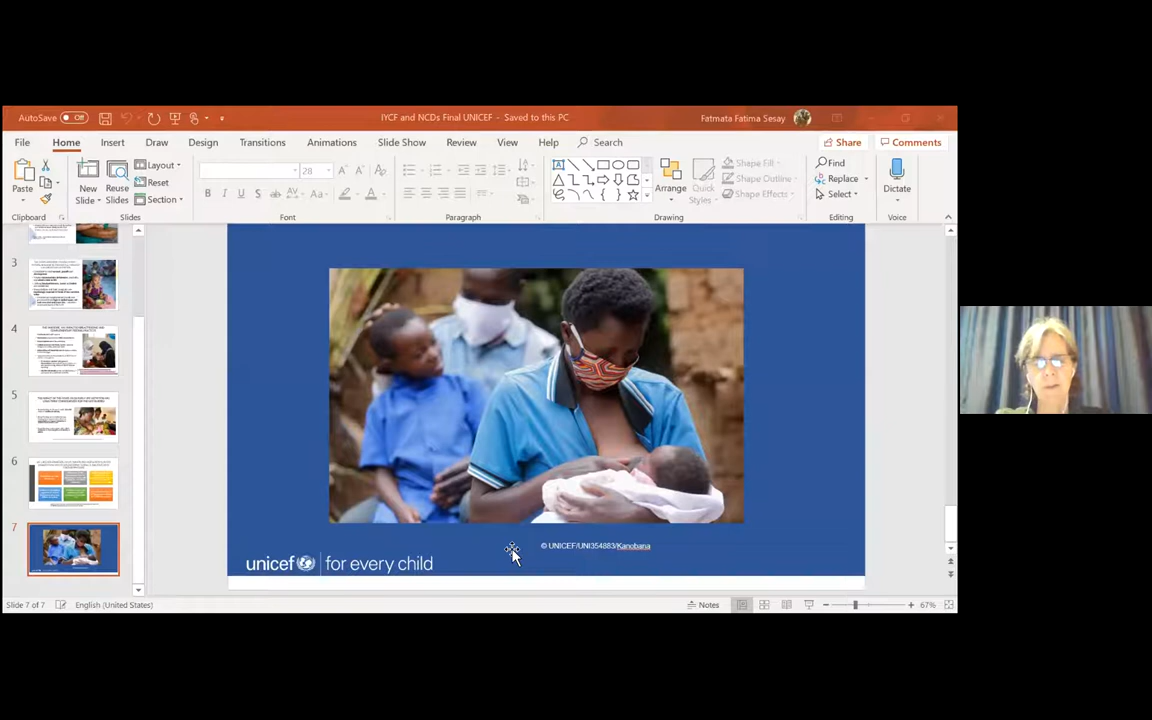 AutoSave Off
IYCF and NCDs Final UNICEF - Saved to this PC
Fatmata Fatima Sesay
File Home Insert Draw Design Transitions Animations Slide Show Review View Help Search Share Comments
Paste
New Slide
Reuse Slides
Layout
Reset
Section
28
B I U S ab AV Aa A
Arrange
Quick Styles
Shape Fill
Shape Outline
Shape Effects
Find
Replace
Select
Dictate
Clipboard Slides Font Paragraph Drawing Editing Voice
3
4
5
6
7
© UNICEF/UNI354883/Kanobana
unicef for every child
Slide 7 of 7 English (United States) Notes 67%